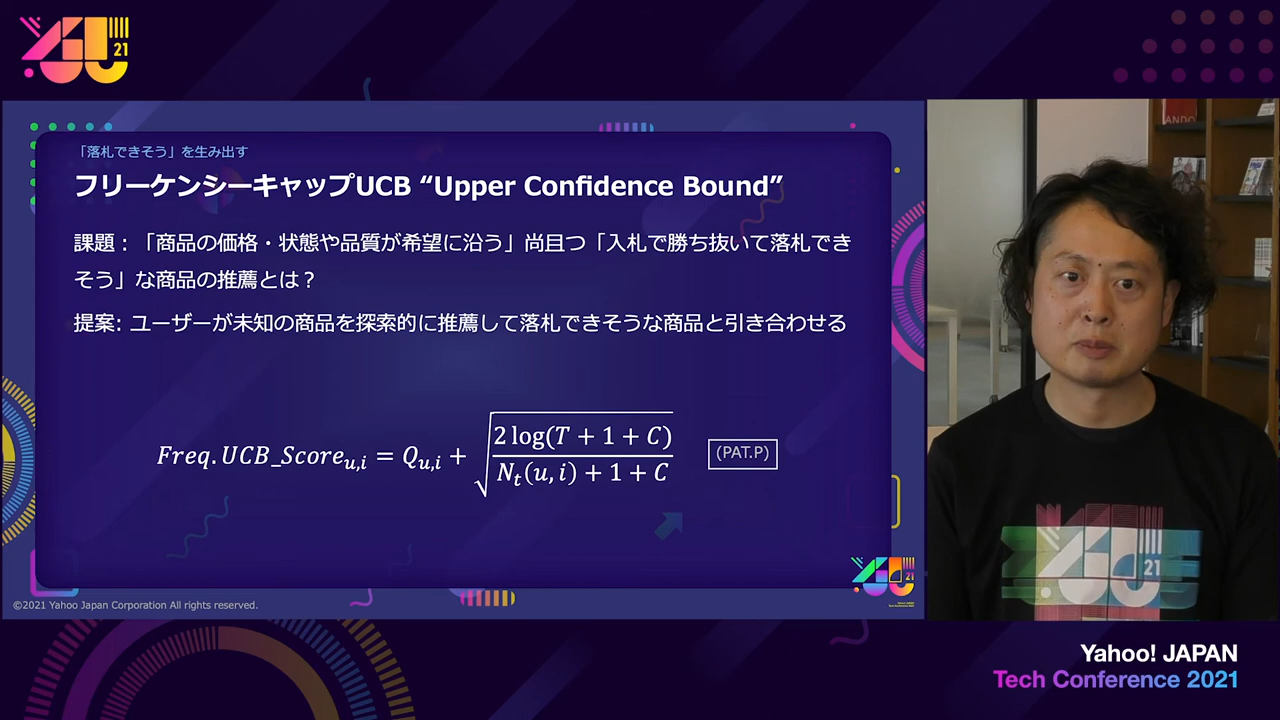 21
「落札できそう」を生み出す
フリーケンシーキャップUCB “Upper Confidence Bound”
課題：「商品の価格・状態や品質が希望に沿う」尚且つ「入札で勝ち抜いて落札でき
そう」な商品の推薦とは？
提案: ユーザーが未知の商品を探索的に推薦して落札できそうな商品と引き合わせる
Freq.UCB_Score_{u,i} = Q_{u,i} + √(2 log(T + 1 + C) / (N_t(u, i) + 1 + C))
(PAT.P)
21
©2021 Yahoo Japan Corporation All rights reserved.
ANDO
21
Yahoo! JAPAN
Tech Conference 2021